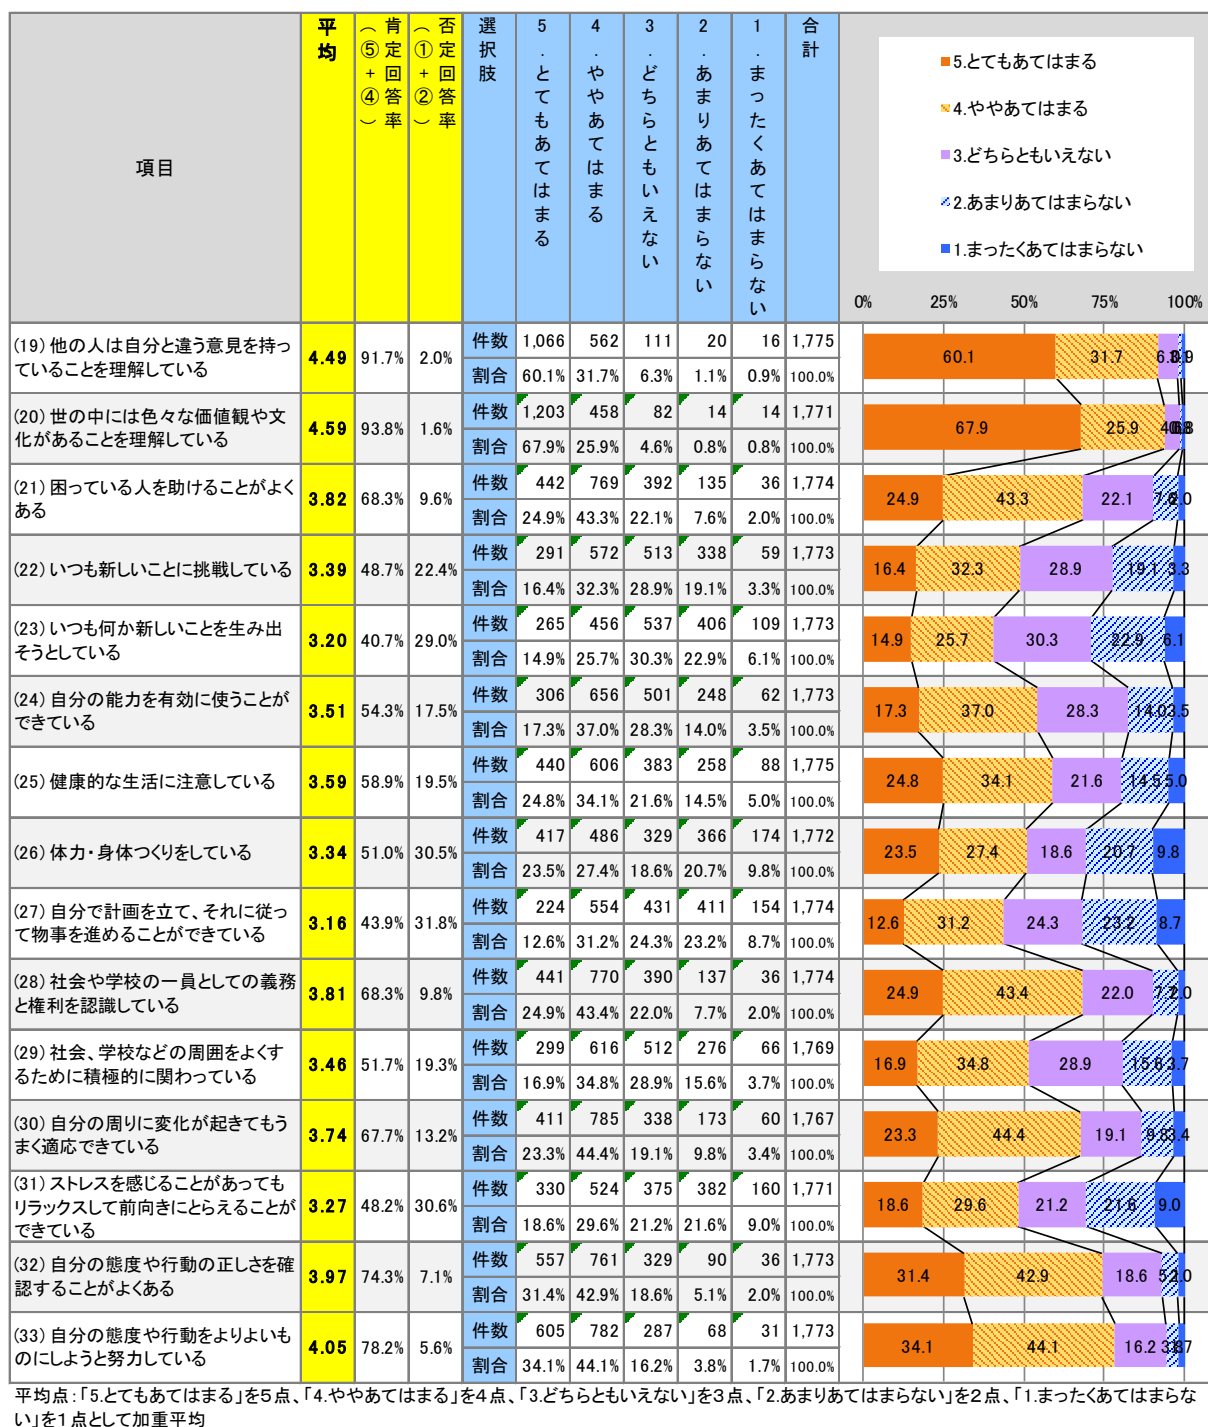 項目
平均
肯定回答率（⑤+④）
否定回答率（①+②）
選択肢
5.とてもあてはまる
4.ややあてはまる
3.どちらともいえない
2.あまりあてはまらない
1.まったくあてはまらない
合計
5.とてもあてはまる
4.ややあてはまる
3.どちらともいえない
2.あまりあてはまらない
1.まったくあてはまらない
0% 25% 50% 75% 100%
(19) 他の人は自分と違う意見を持っ
ていることを理解している
4.49 91.7% 2.0%
件数 1,066 562 111 20 16 1,775
割合 60.1% 31.7% 6.3% 1.1% 0.9% 100.0%
60.1 31.7
(20) 世の中には色々な価値観や文
化があることを理解している
4.59 93.8% 1.6%
件数 1,203 458 82 14 14 1,771
割合 67.9% 25.9% 4.6% 0.8% 0.8% 100.0%
67.9 25.9
(21) 困っている人を助けることがよく
ある
3.82 68.3% 9.6%
件数 442 769 392 135 36 1,774
割合 24.9% 43.3% 22.1% 7.6% 2.0% 100.0%
24.9 43.3 22.1 7.6 2.0
(22) いつも新しいことに挑戦している
3.39 48.7% 22.4%
件数 291 572 513 338 59 1,773
割合 16.4% 32.3% 28.9% 19.1% 3.3% 100.0%
16.4 32.3 28.9 19.1 3.3
(23) いつも何か新しいことを生み出
そうとしている
3.20 40.7% 29.0%
件数 265 456 537 406 109 1,773
割合 14.9% 25.7% 30.3% 22.9% 6.1% 100.0%
14.9 25.7 30.3 22.9 6.1
(24) 自分の能力を有効に使うことが
できている
3.51 54.3% 17.5%
件数 306 656 501 248 62 1,773
割合 17.3% 37.0% 28.3% 14.0% 3.5% 100.0%
17.3 37.0 28.3 14.0 3.5
(25) 健康的な生活に注意している
3.59 58.9% 19.5%
件数 440 606 383 258 88 1,775
割合 24.8% 34.1% 21.6% 14.5% 5.0% 100.0%
24.8 34.1 21.6 14.5 5.0
(26) 体力・身体つくりをしている
3.34 51.0% 30.5%
件数 417 486 329 366 174 1,772
割合 23.5% 27.4% 18.6% 20.7% 9.8% 100.0%
23.5 27.4 18.6 20.7 9.8
(27) 自分で計画を立て、それに従っ
て物事を進めることができている
3.16 43.9% 31.8%
件数 224 554 431 411 154 1,774
割合 12.6% 31.2% 24.3% 23.2% 8.7% 100.0%
12.6 31.2 24.3 23.2 8.7
(28) 社会や学校の一員としての義務
と権利を認識している
3.81 68.3% 9.8%
件数 441 770 390 137 36 1,774
割合 24.9% 43.4% 22.0% 7.7% 2.0% 100.0%
24.9 43.4 22.0 7.7 2.0
(29) 社会、学校などの周囲をよくす
るために積極的に関わっている
3.46 51.7% 19.3%
件数 299 616 512 276 66 1,769
割合 16.9% 34.8% 28.9% 15.6% 3.7% 100.0%
16.9 34.8 28.9 15.6 3.7
(30) 自分の周りに変化が起きてもう
まく適応できている
3.74 67.7% 13.2%
件数 411 785 338 173 60 1,767
割合 23.3% 44.4% 19.1% 9.8% 3.4% 100.0%
23.3 44.4 19.1 9.8 3.4
(31) ストレスを感じることがあっても
リラックスして前向きにとらえることが
できている
3.27 48.2% 30.6%
件数 330 524 375 382 160 1,771
割合 18.6% 29.6% 21.2% 21.6% 9.0% 100.0%
18.6 29.6 21.2 21.6 9.0
(32) 自分の態度や行動の正しさを確
認することがよくある
3.97 74.3% 7.1%
件数 557 761 329 90 36 1,773
割合 31.4% 42.9% 18.6% 5.1% 2.0% 100.0%
31.4 42.9 18.6 5.1 2.0
(33) 自分の態度や行動をよりよいも
のにしようと努力している
4.05 78.2% 5.6%
件数 605 782 287 68 31 1,773
割合 34.1% 44.1% 16.2% 3.8% 1.7% 100.0%
34.1 44.1 16.2 3.8 1.7
平均点：「5.とてもあてはまる」を５点、「4.ややあてはまる」を４点、「3.どちらともいえない」を３点、「2.あまりあてはまらない」を２点、「1.まったくあてはまらな
い」を１点として加重平均